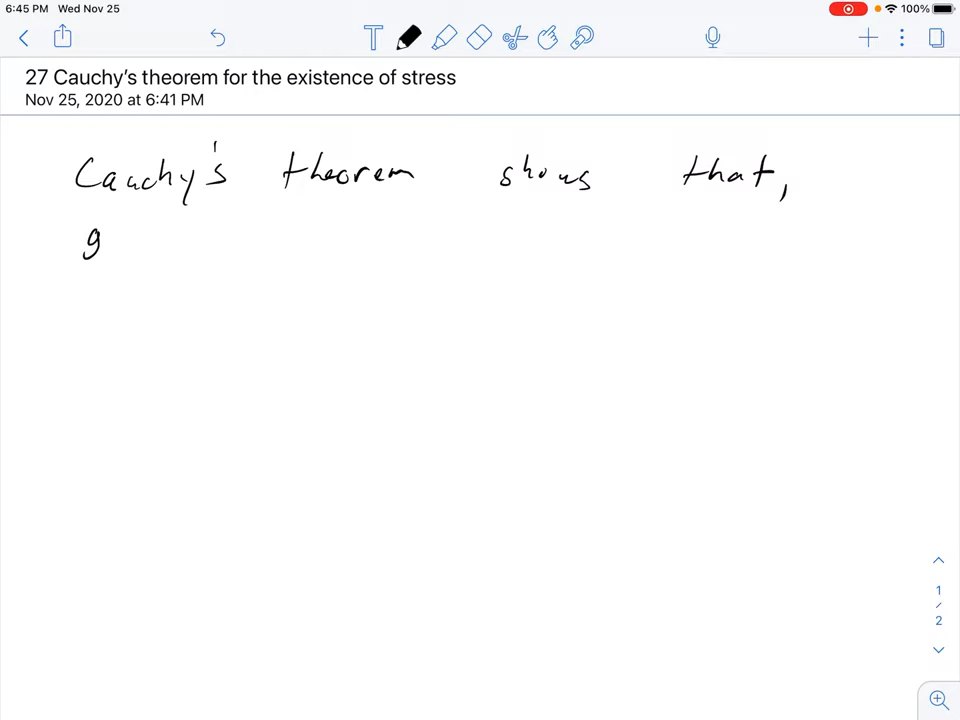 6:45 PM Wed Nov 25
100%
T
27 Cauchy's theorem for the existence of stress
Nov 25, 2020 at 6:41 PM
Cauchy's theorem shows that,
g
1
/
2